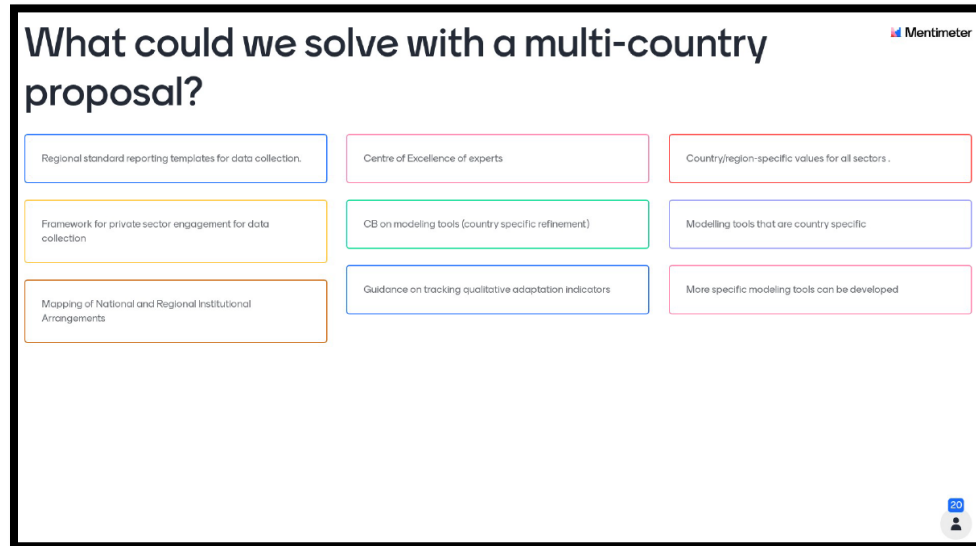 What could we solve with a multi-country
proposal?
Mentimeter
Regional standard reporting templates for data collection.
Centre of Excellence of experts
Country/region-specific values for all sectors .
Framework for private sector engagement for data
collection
CB on modeling tools (country specific refinement)
Modelling tools that are country specific
Mapping of National and Regional Institutional
Arrangements
Guidance on tracking qualitative adaptation indicators
More specific modeling tools can be developed
20